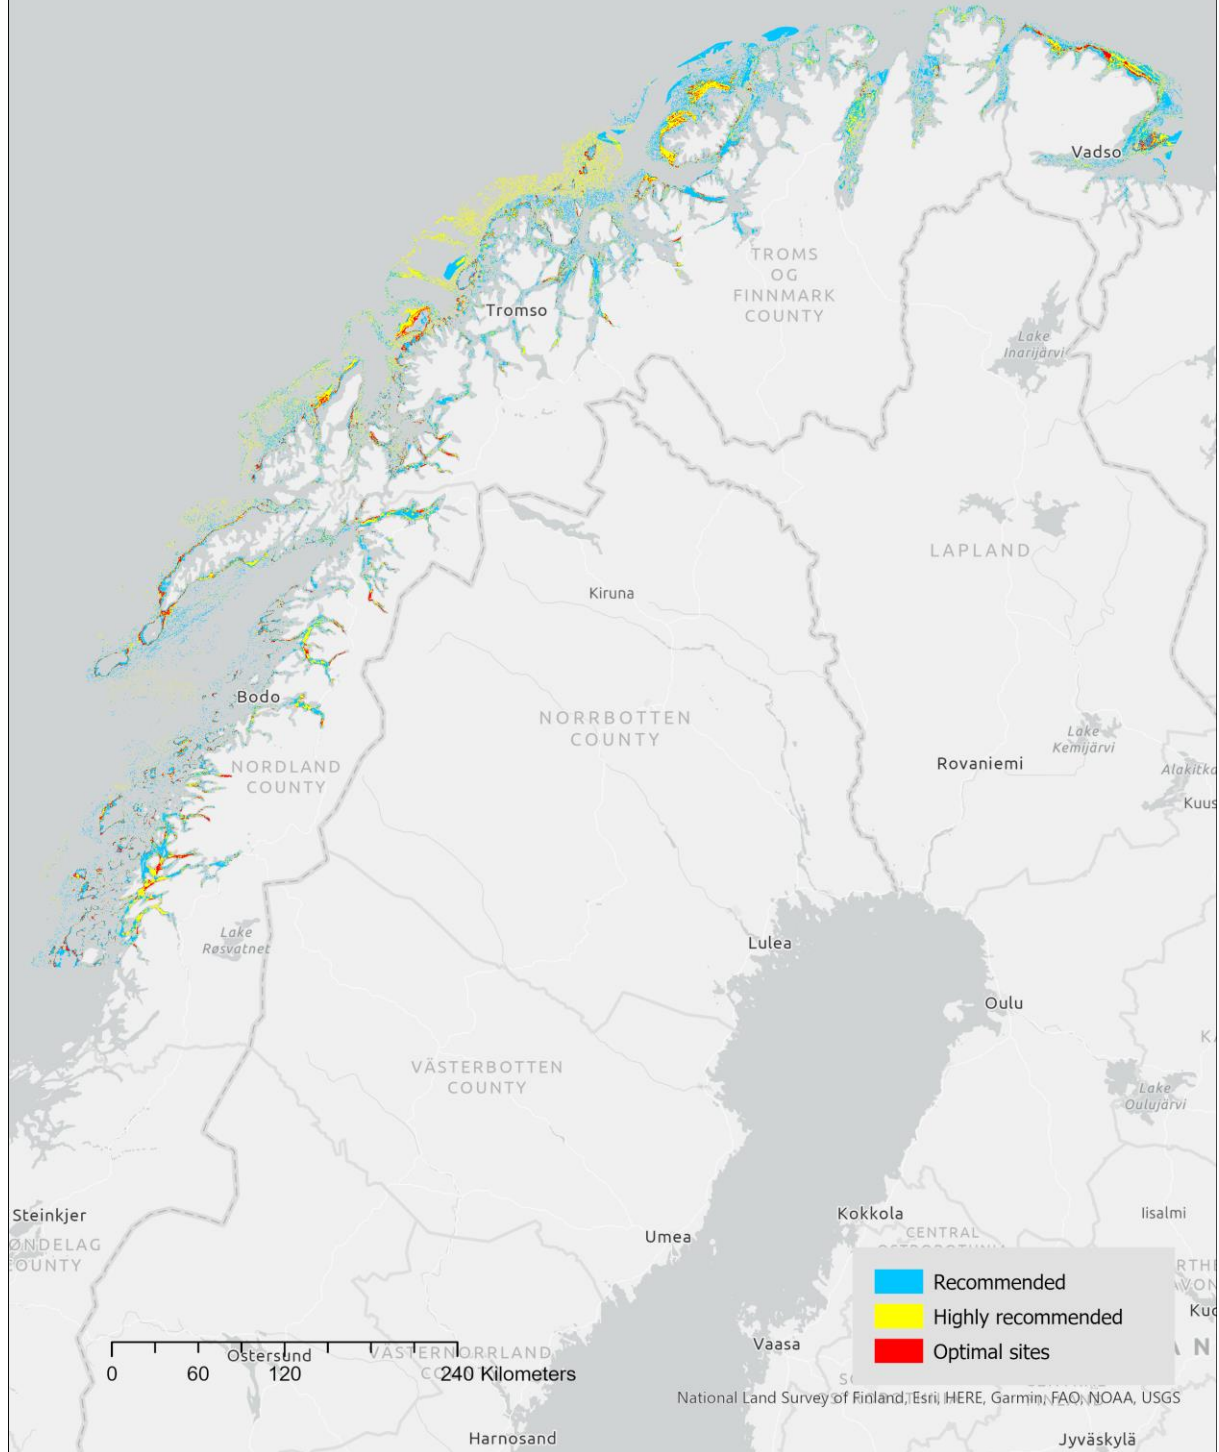 Vadso
TROMS
OG
FINNMARK
COUNTY
Tromso
Lake
Inarijärvi
LAPLAND
Kiruna
Bodo
NORRBOTTEN
COUNTY
Lake
Kemijärvi
NORDLAND
COUNTY
Rovaniemi
Alakitka
Kuus
Lake
Røsvatnet
Lulea
Oulu
VÄSTERBOTTEN
COUNTY
Lake
Oulujärvi
Steinkjer
ØNDELAG
COUNTY
Kokkola
Iisalmi
Umea
CENTRAL
Recommended
Highly recommended
Optimal sites
Kuo
Vaasa
Ostersund
VÄSTERNORRLAND
0 60 120 240 Kilometers
National Land Survey of Finland, Esri, HERE, Garmin, FAO, NOAA, USGS
Harnosand
Jyväskylä